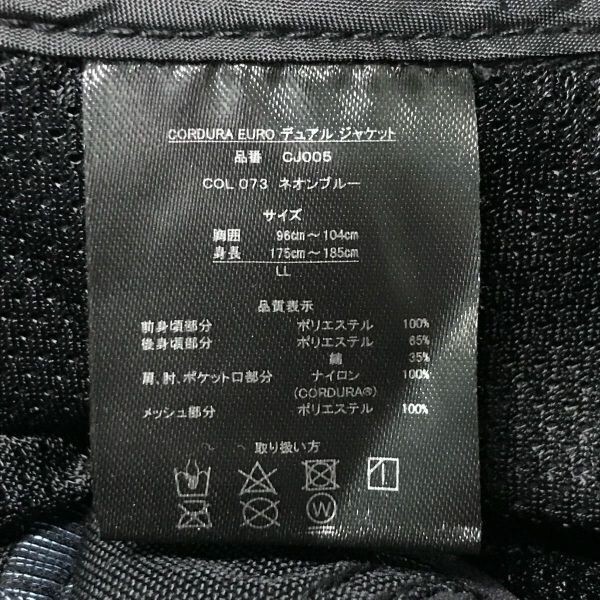 CORDURA EURO デュアル ジャケット
品番 CJ005
COL 073 ネオンブルー
サイズ
胸囲 96cm～104cm
身長 175cm～185cm
LL
品質表示
前身頃部分 ポリエステル 100%
後身頃部分 ポリエステル 65%
綿 35%
肩、肘、ポケット口部分 ナイロン 100%
(CORDURA®)
メッシュ部分 ポリエステル 100%
取り扱い方
W